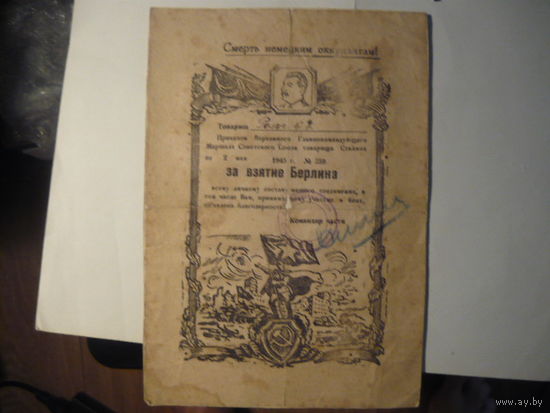 Смерть немецким оккупантам!
Товарищ
Приказом Верховного Главнокомандующего
Маршала Советского Союза товарища Сталина
от 2 мая 1945 г. № 359
за взятие Берлина
всему личному составу нашего соединения, в
том числе Вам, принимавшему участие в боях,
объявлена благодарность.
Командир части
www.ay.by